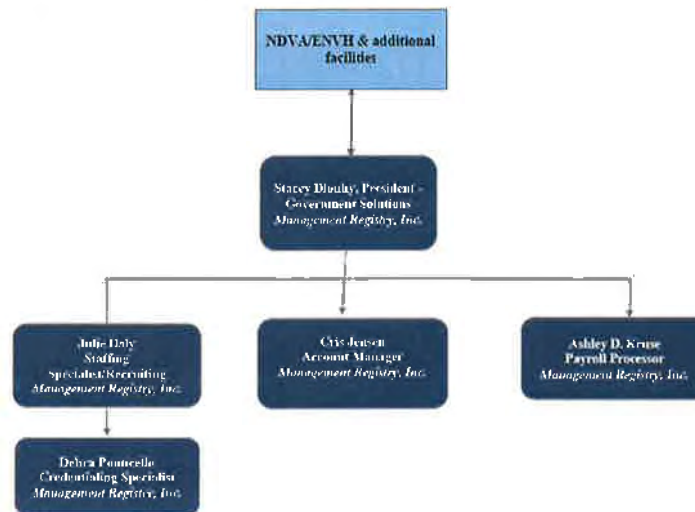 NDVA/ENVH & additional
facilities
Stacey Dlouhy, President -
Government Solutions
Management Registry, Inc.
Julie Daly
Staffing
Specialist/Recruiting
Management Registry, Inc.
Cris Jensen
Account Manager
Management Registry, Inc.
Ashley D. Kruse
Payroll Processor
Management Registry, Inc.
Debra Ponticello
Credentialing Specialist
Management Registry, Inc.